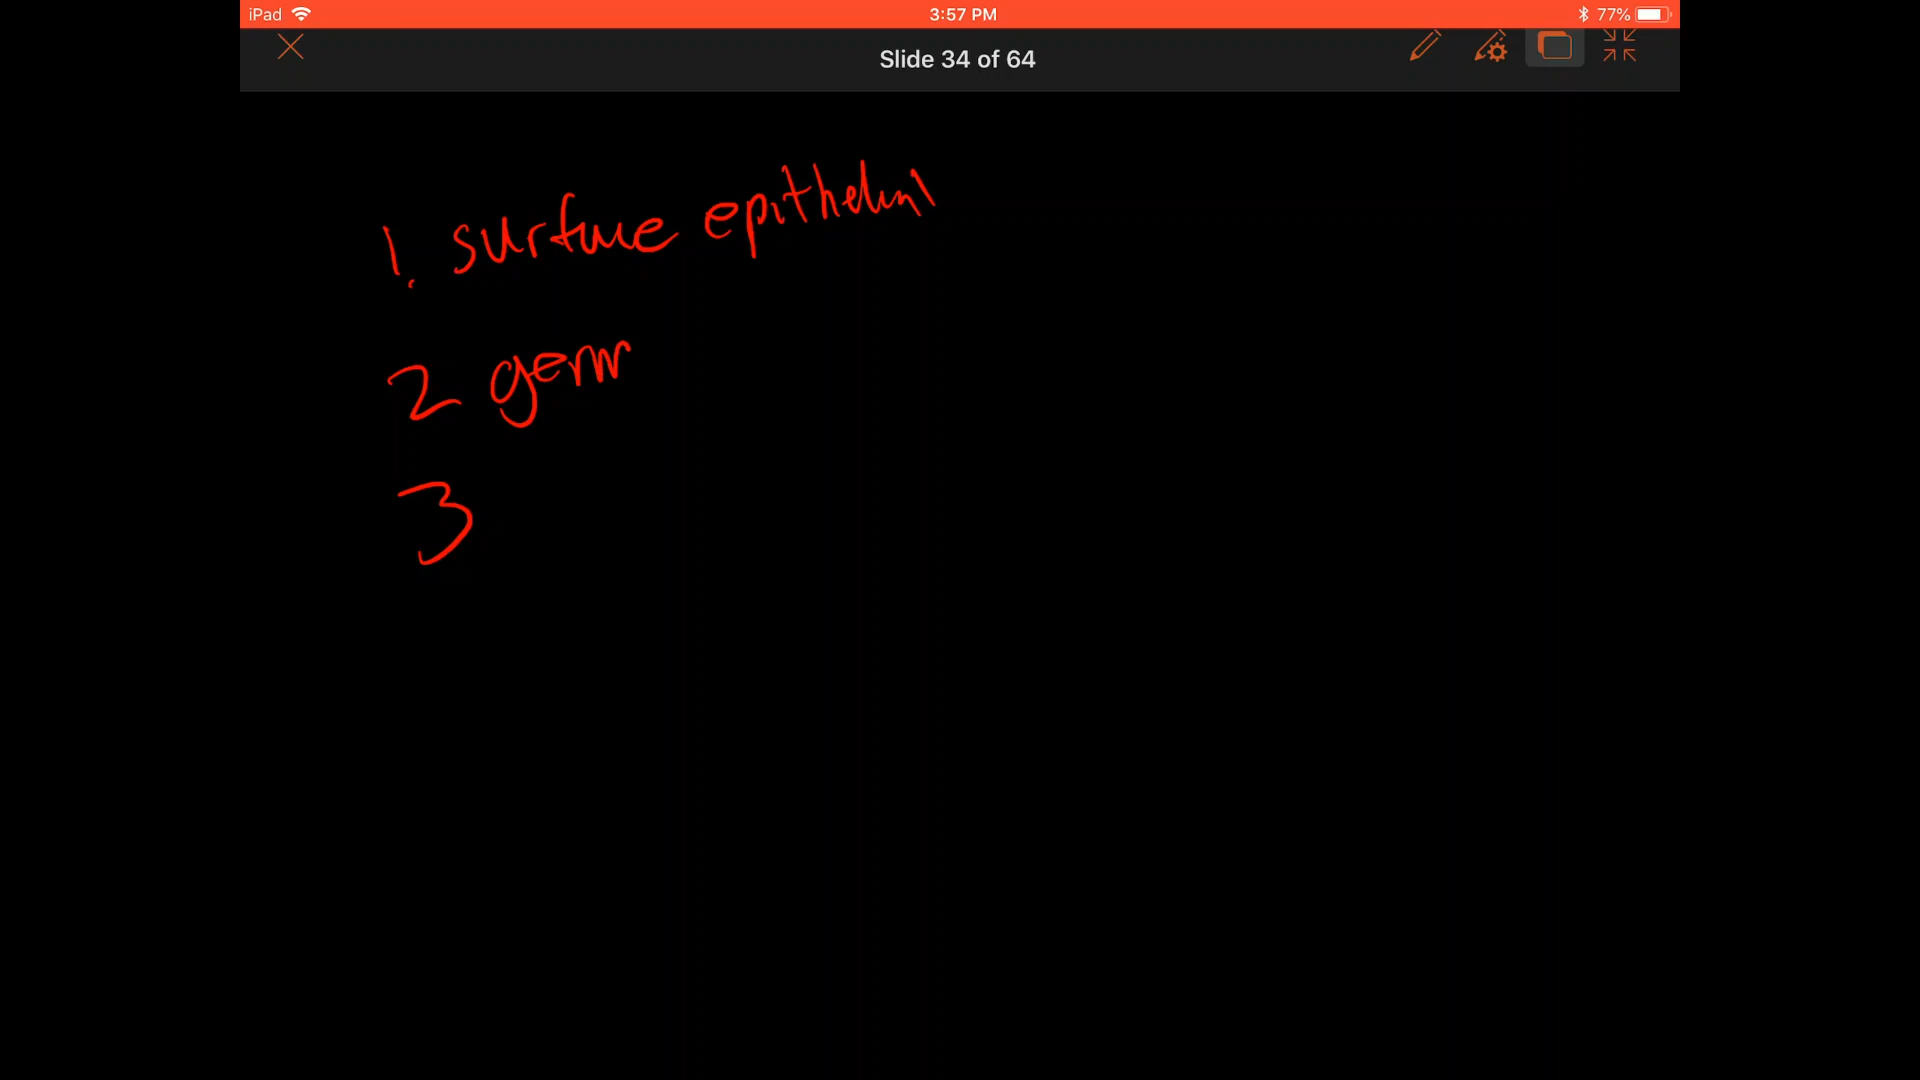 iPad 3:57 PM 77%
Slide 34 of 64
1. surface epithelial
2 germ
3